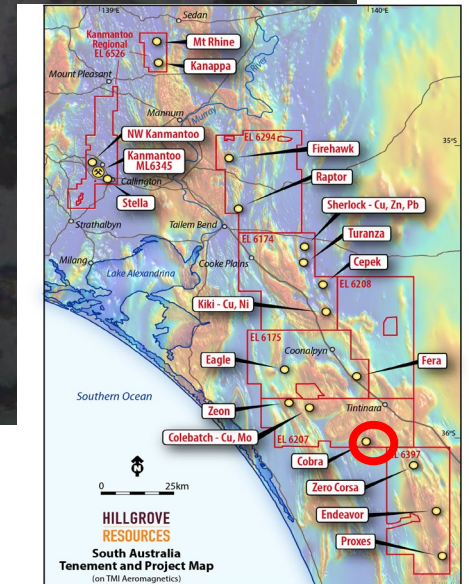 139°E
140°E
Sedan
Kanmantoo
Regional
EL 6526
Mt Rhine
Kanappa
Mount Pleasant
River
Mannum
Murray
NW Kanmantoo
EL 6294
35°S
Kanmantoo
ML6345
Firehawk
Callington
Raptor
Stella
Sherlock - Cu, Zn, Pb
Strathalbyn
Tailem Bend
EL 6174
Turanza
Milang
Cooke Plains
Cepek
Lake Alexandrina
EL 6208
Kiki - Cu, Ni
EL 6175
Coonalpyn
Eagle
Fera
Southern Ocean
Zeon
Tintinara
Colebatch - Cu, Mo
EL 6207
36°S
Cobra
EL 6397
Zero Corsa
0 25km
Endeavor
HILLGROVE
RESOURCES
Proxes
South Australia
Tenement and Project Map
(on TMI Aeromagnetics)